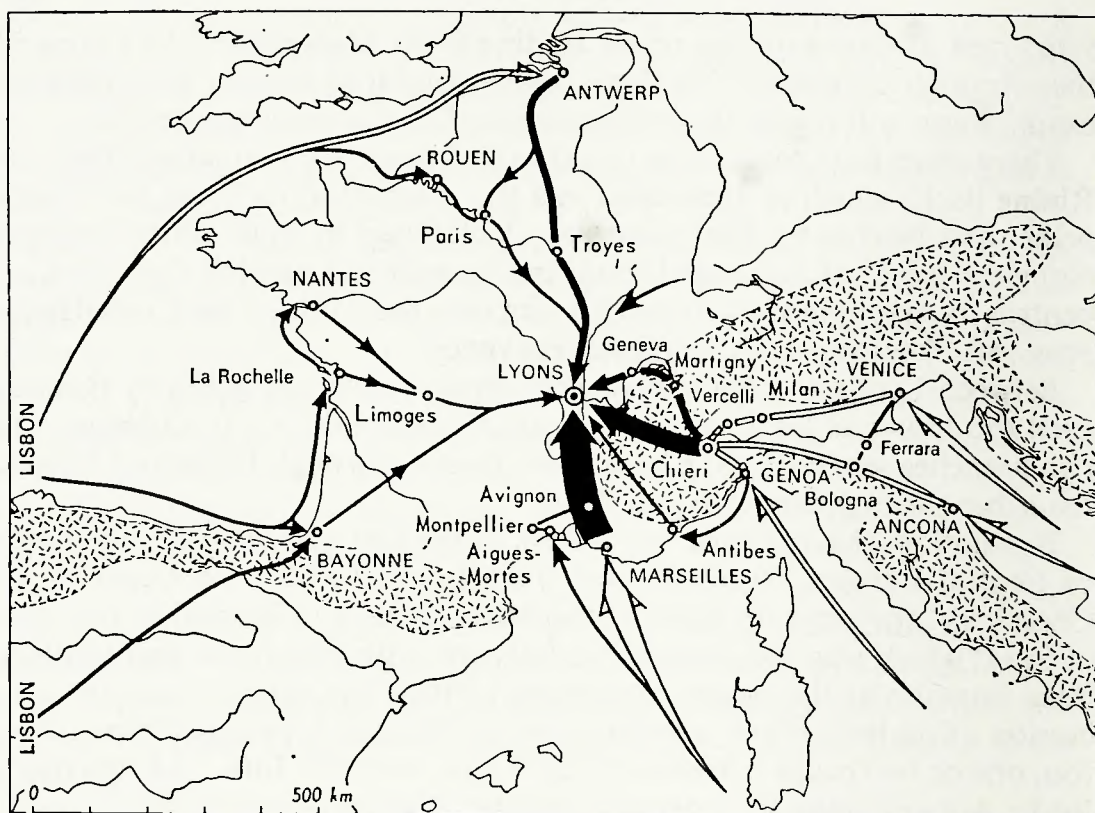 ANTWERP
ROUEN
Paris
Troyes
NANTES
Geneva
Martigny
LYONS
Vercelli
VENICE
La Rochelle
Milan
Limoges
LISBON
Ferrara
Chieri
GENOA
Avignon
Bologna
Montpellier
ANCONA
Aigues-
Mortes
Antibes
BAYONNE
MARSEILLES
LISBON
0
500 km